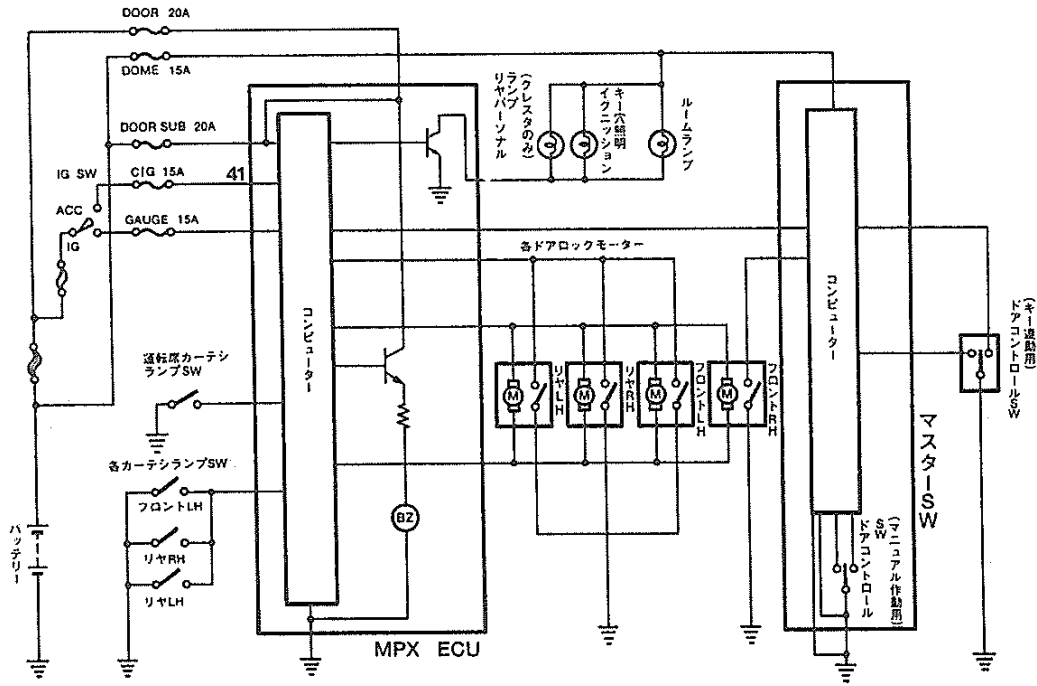 DOOR 20A
DOME 15A
DOOR SUB 20A
IG SW
CIG 15A
41
ACC
GAUGE 15A
IG
リヤパーソナル
ランプ
(クレスタのみ)
イグニッション
キー穴照明
ルームランプ
各ドアロックモーター
コンピューター
コンピューター
運転席カーテシ
ランプSW
各カーテシランプSW
フロントLH
リヤRH
リヤLH
バッテリー
BZ
MPX ECU
M
リヤLH
M
リヤRH
M
フロントLH
M
フロントRH
マスターSW
ドアコントロールSW
(キー連動用)
ドアコントロール
SW
(マニュアル作動用)